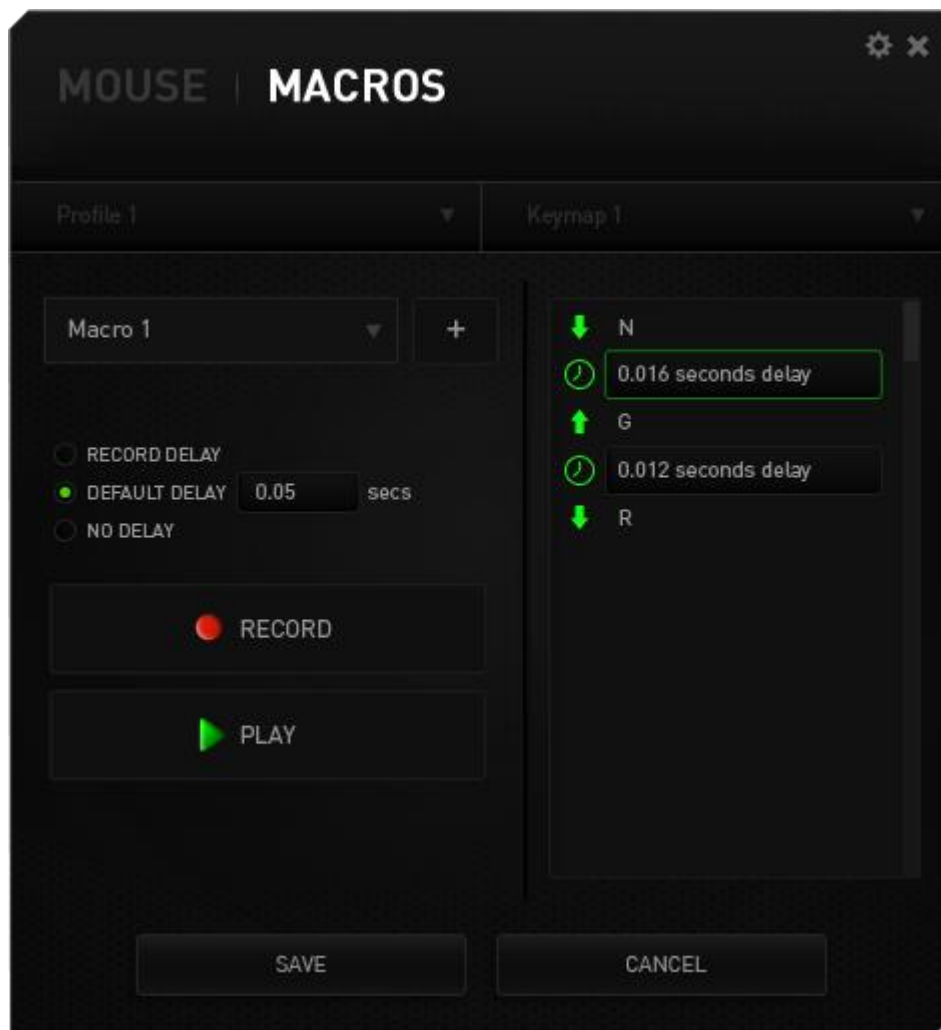 MOUSE | MACROS
Profile 1
Keymap 1
Macro 1
+
RECORD DELAY
DEFAULT DELAY 0.05 secs
NO DELAY
RECORD
PLAY
N
0.016 seconds delay
G
0.012 seconds delay
R
SAVE
CANCEL